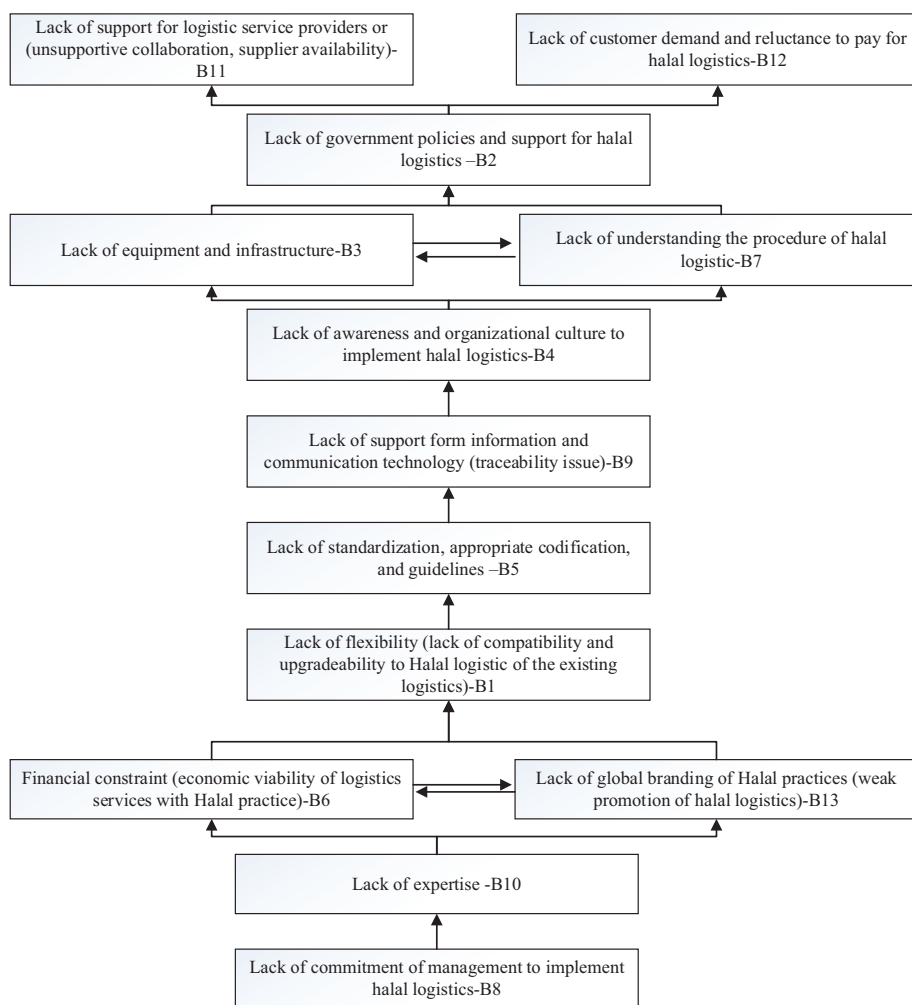 Lack of support for logistic service providers or
(unsupportive collaboration, supplier availability)-
B11
Lack of customer demand and reluctance to pay for
halal logistics-B12
Lack of government policies and support for halal
logistics –B2
Lack of equipment and infrastructure-B3
Lack of understanding the procedure of halal
logistic-B7
Lack of awareness and organizational culture to
implement halal logistics-B4
Lack of support form information and
communication technology (traceability issue)-B9
Lack of standardization, appropriate codification,
and guidelines –B5
Lack of flexibility (lack of compatibility and
upgradeability to Halal logistic of the existing
logistics)-B1
Financial constraint (economic viability of logistics
services with Halal practice)-B6
Lack of global branding of Halal practices (weak
promotion of halal logistics)-B13
Lack of expertise -B10
Lack of commitment of management to implement
halal logistics-B8